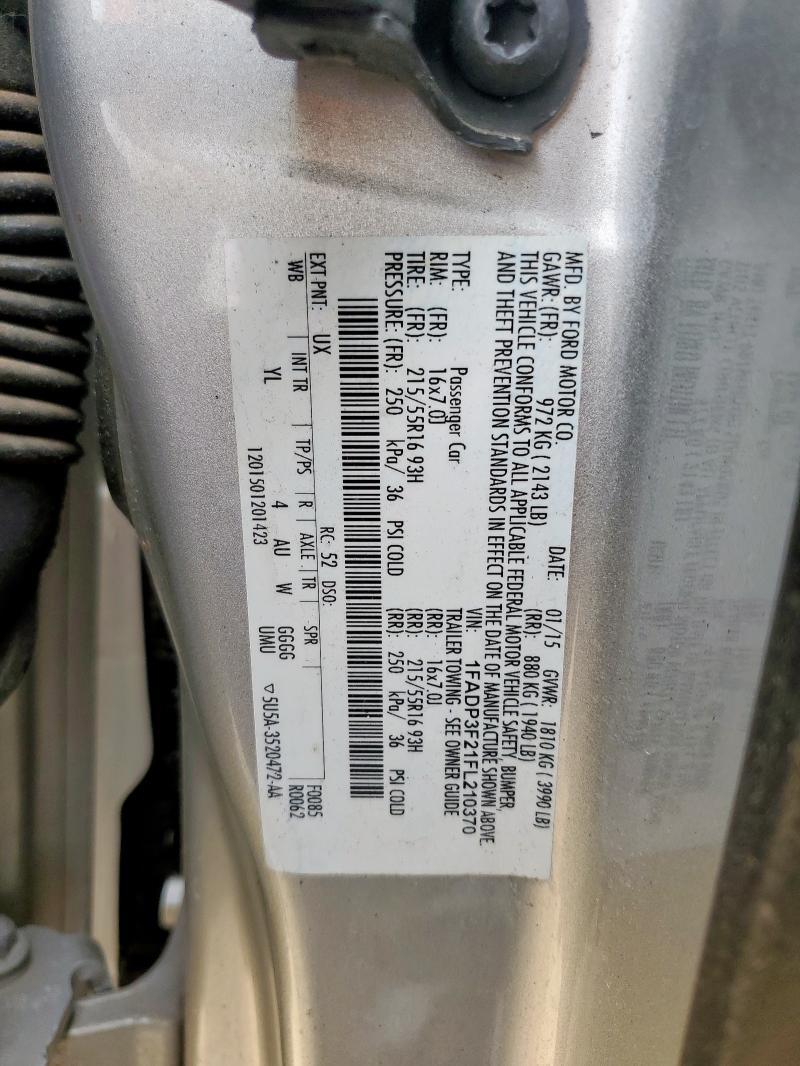 MFD. BY FORD MOTOR CO.
DATE: 01/15 GVWR: 1810 KG ( 3990 LB)
GAWR: (FR): 972 KG ( 2143 LB) (RR): 880 KG ( 1940 LB)
THIS VEHICLE CONFORMS TO ALL APPLICABLE FEDERAL MOTOR VEHICLE SAFETY, BUMPER,
AND THEFT PREVENTION STANDARDS IN EFFECT ON THE DATE OF MANUFACTURE SHOWN ABOVE.
VIN: 1FADP3F21FL210370
TYPE: Passenger Car TRAILER TOWING - SEE OWNER GUIDE
RIM: (FR): 16x7.0J (RR): 16x7.0J
TIRE: (FR): 215/55R16 93H (RR): 215/55R16 93H
PRESSURE: (FR): 250 kPa/ 36 PSI COLD (RR): 250 kPa/ 36 PSI COLD
RC: 52 DSO:
EXT PNT: UX F0085
WB INT TR TP/PS R AXLE TR SPR R0062
YL 4 AU W GGGG
UMU ▽5U5A-3520472-AA
1201501201423